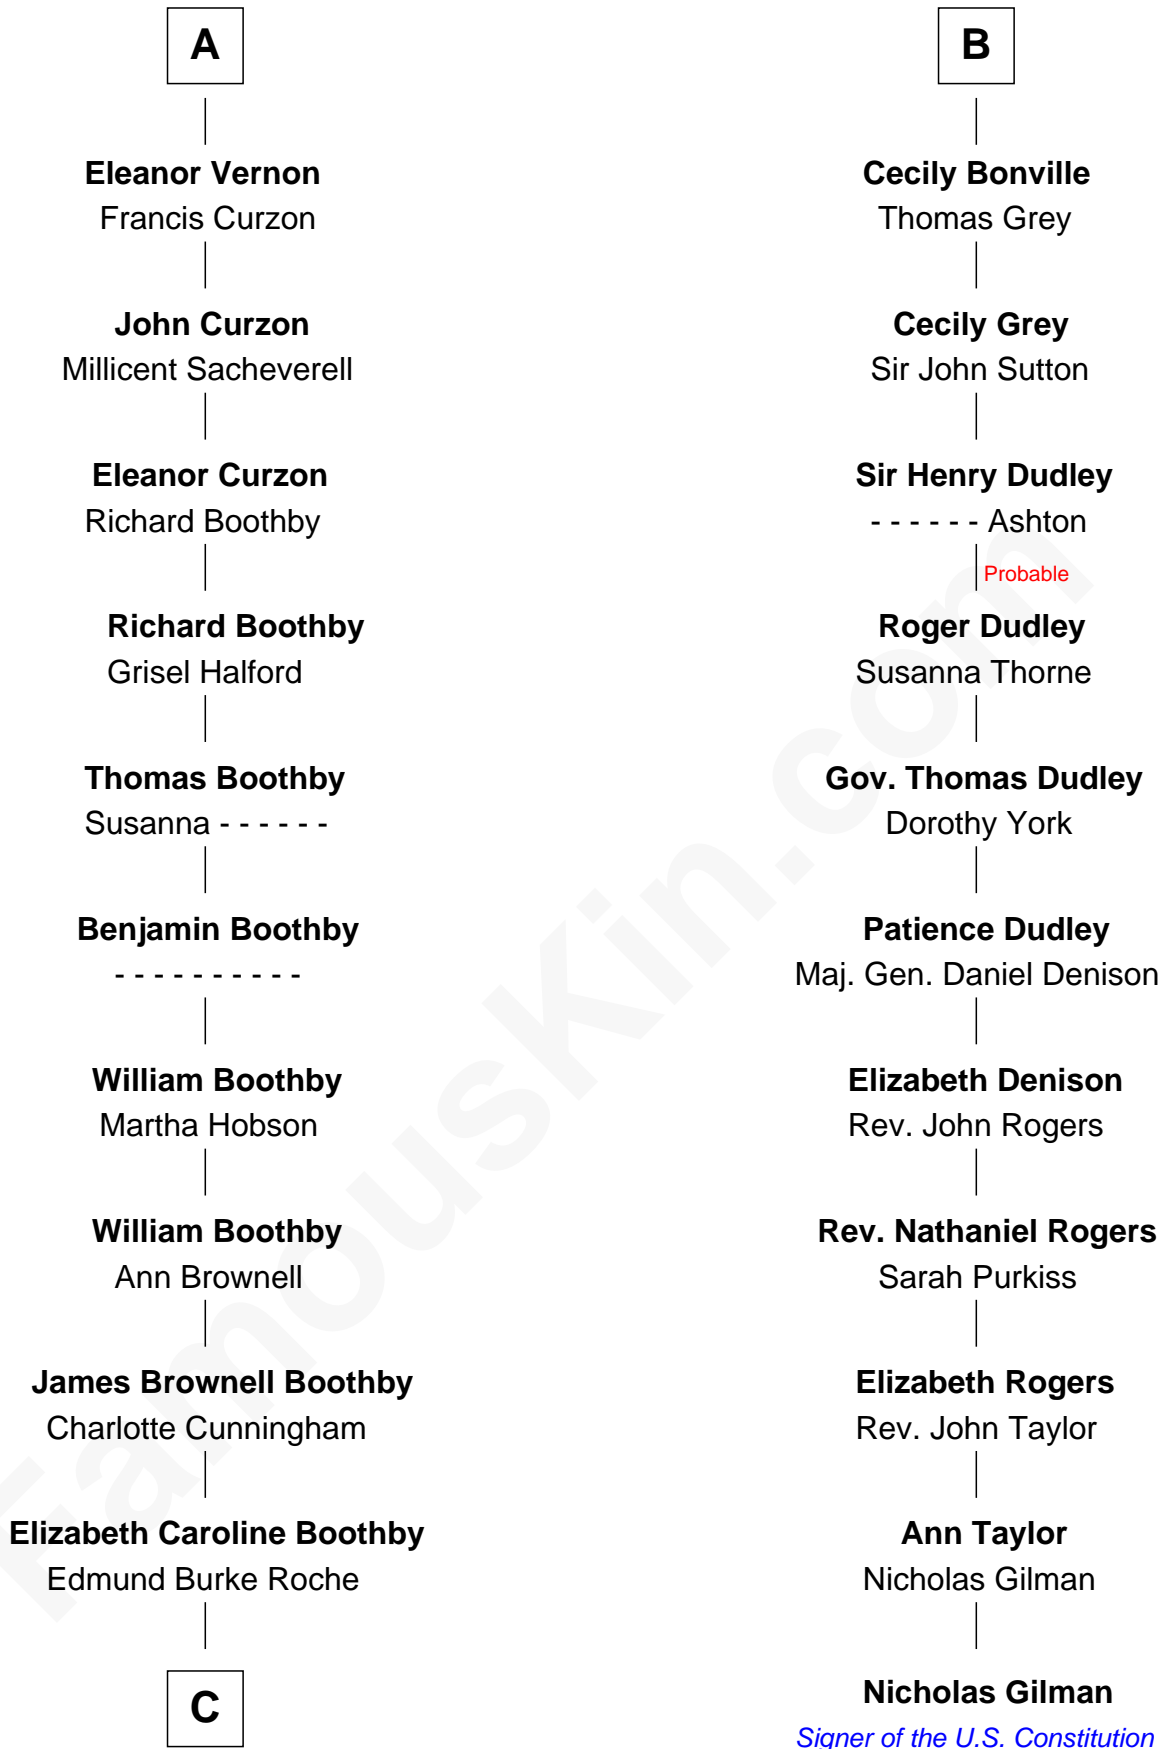 A
Eleanor Vernon
Francis Curzon
John Curzon
Millicent Sacheverell
Eleanor Curzon
Richard Boothby
Richard Boothby
Grisel Halford
Thomas Boothby
Susanna - - - - - -
Benjamin Boothby
- - - - - - - - - -
William Boothby
Martha Hobson
William Boothby
Ann Brownell
James Brownell Boothby
Charlotte Cunningham
Elizabeth Caroline Boothby
Edmund Burke Roche
C
B
Cecily Bonville
Thomas Grey
Cecily Grey
Sir John Sutton
Sir Henry Dudley
- - - - - - Ashton
Probable
Roger Dudley
Susanna Thorne
Gov. Thomas Dudley
Dorothy York
Patience Dudley
Maj. Gen. Daniel Denison
Elizabeth Denison
Rev. John Rogers
Rev. Nathaniel Rogers
Sarah Purkiss
Elizabeth Rogers
Rev. John Taylor
Ann Taylor
Nicholas Gilman
Nicholas Gilman
Signer of the U.S. Constitution
FamousKin.com